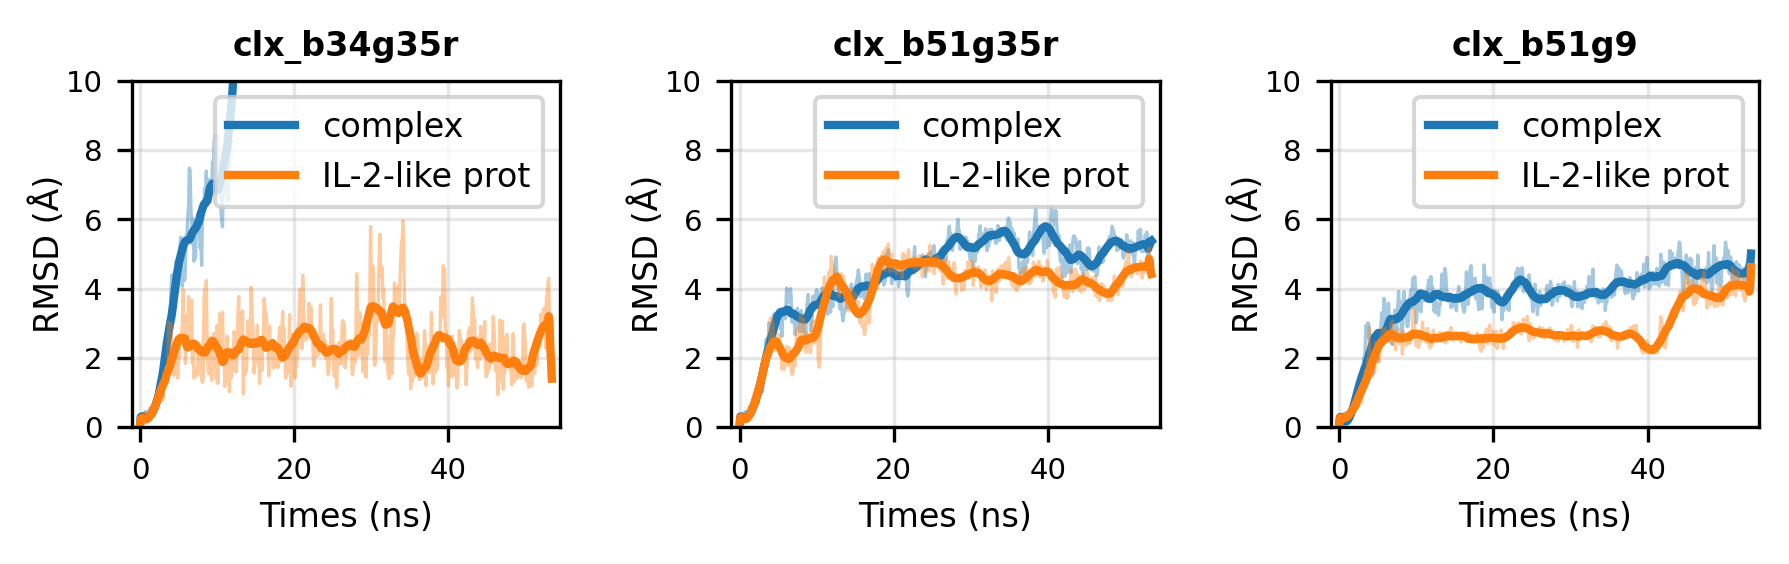 clx_b34g35r
10
8
6
4
2
0
RMSD (Å)
complex
IL-2-like prot
0
20
40
Times (ns)
clx_b51g35r
10
8
6
4
2
0
RMSD (Å)
complex
IL-2-like prot
0
20
40
Times (ns)
clx_b51g9
10
8
6
4
2
0
RMSD (Å)
complex
IL-2-like prot
0
20
40
Times (ns)